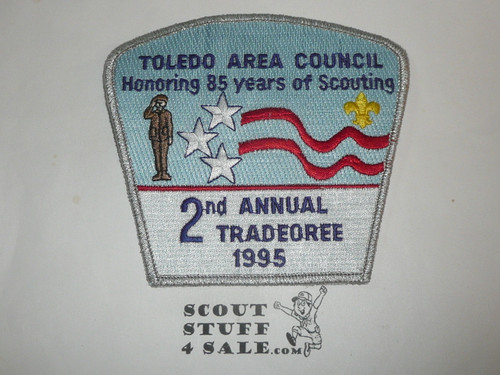 TOLEDO AREA COUNCIL
Honoring 85 years of Scouting
2nd ANNUAL
TRADEOREE
1995
SCOUT
STUFF
4 SALE.com